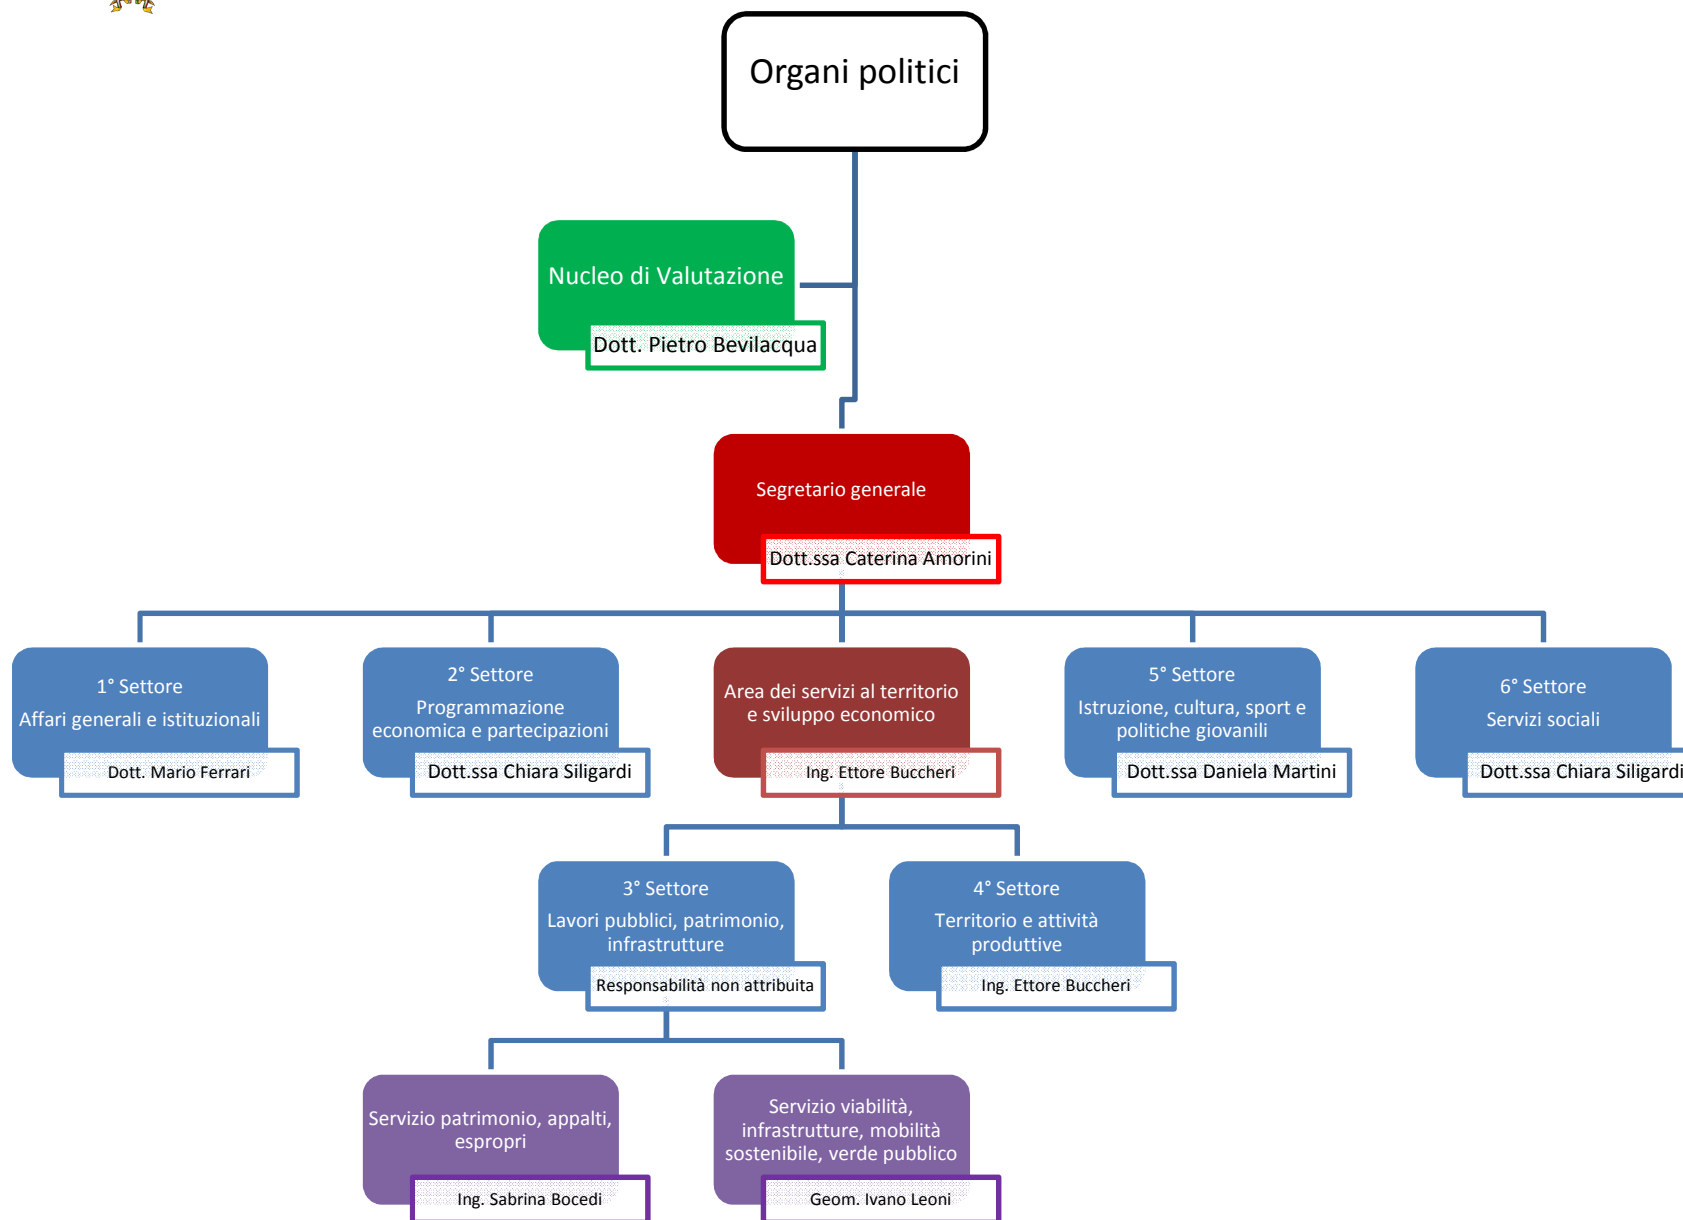 Organi politici
Nucleo di Valutazione
Dott. Pietro Bevilacqua
Segretario generale
Dott.ssa Caterina Amorini
1° Settore
Affari generali e istituzionali
Dott. Mario Ferrari
2° Settore
Programmazione
economica e partecipazioni
Dott.ssa Chiara Siligardi
Area dei servizi al territorio
e sviluppo economico
Ing. Ettore Buccheri
5° Settore
Istruzione, cultura, sport e
politiche giovanili
Dott.ssa Daniela Martini
6° Settore
Servizi sociali
Dott.ssa Chiara Siligardi
3° Settore
Lavori pubblici, patrimonio,
infrastrutture
Responsabilità non attribuita
4° Settore
Territorio e attività
produttive
Ing. Ettore Buccheri
Servizio patrimonio, appalti,
espropri
Ing. Sabrina Bocedi
Servizio viabilità,
infrastrutture, mobilità
sostenibile, verde pubblico
Geom. Ivano Leoni